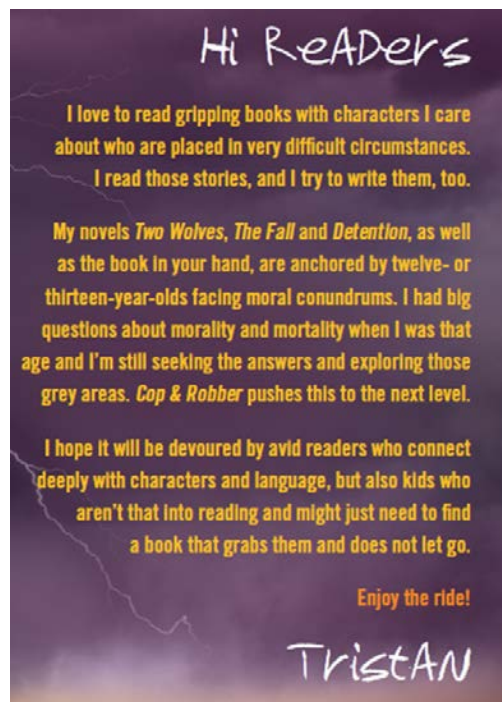 Hi ReADers
I love to read gripping books with characters I care
about who are placed in very difficult circumstances.
I read those stories, and I try to write them, too.
My novels Two Wolves, The Fall and Detention, as well
as the book in your hand, are anchored by twelve- or
thirteen-year-olds facing moral conundrums. I had big
questions about morality and mortality when I was that
age and I'm still seeking the answers and exploring those
grey areas. Cop & Robber pushes this to the next level.
I hope it will be devoured by avid readers who connect
deeply with characters and language, but also kids who
aren't that into reading and might just need to find
a book that grabs them and does not let go.
Enjoy the ride!
TristAN